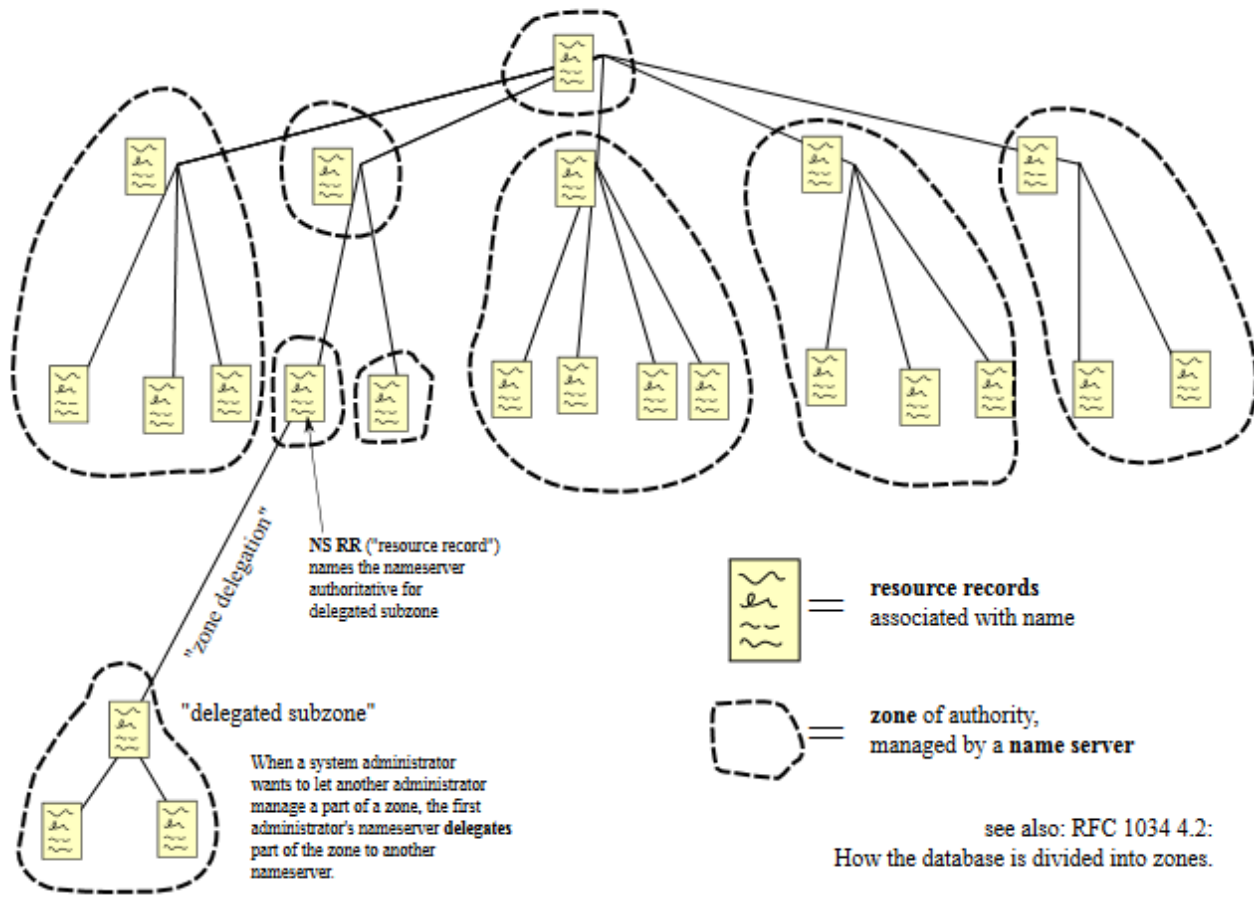 NS RR ("resource record")
names the nameserver
authoritative for
delegated subzone
"zone delegation"
"delegated subzone"
When a system administrator
wants to let another administrator
manage a part of a zone, the first
administrator's nameserver delegates
part of the zone to another
nameserver.
resource records
associated with name
zone of authority,
managed by a name server
see also: RFC 1034 4.2:
How the database is divided into zones.